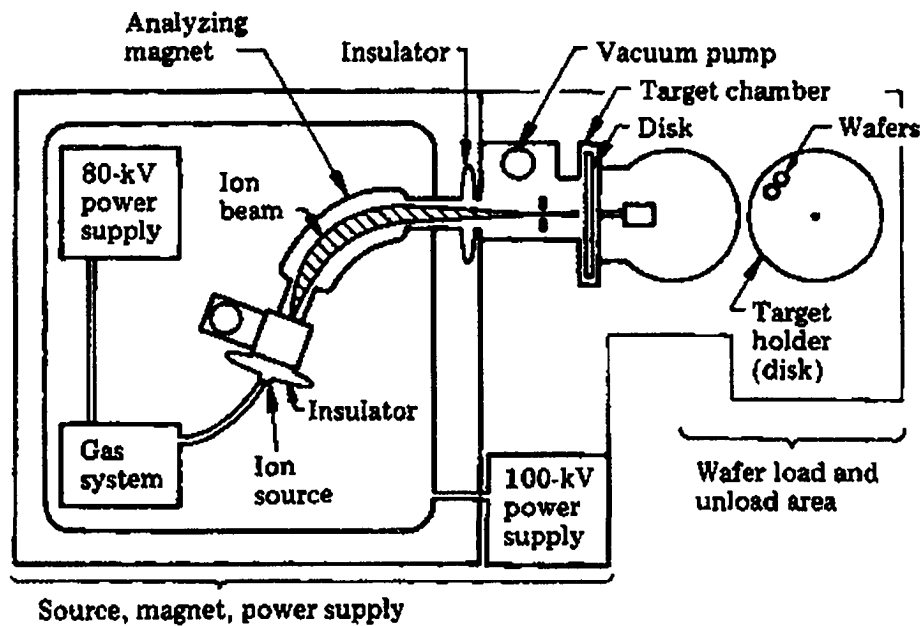 Analyzing
magnet
Insulator
Vacuum pump
Target chamber
Disk
Wafers
80-kV
power
supply
Ion
beam
Target
holder
(disk)
Insulator
Gas
system
Ion
source
100-kV
power
supply
Wafer load and
unload area
Source, magnet, power supply